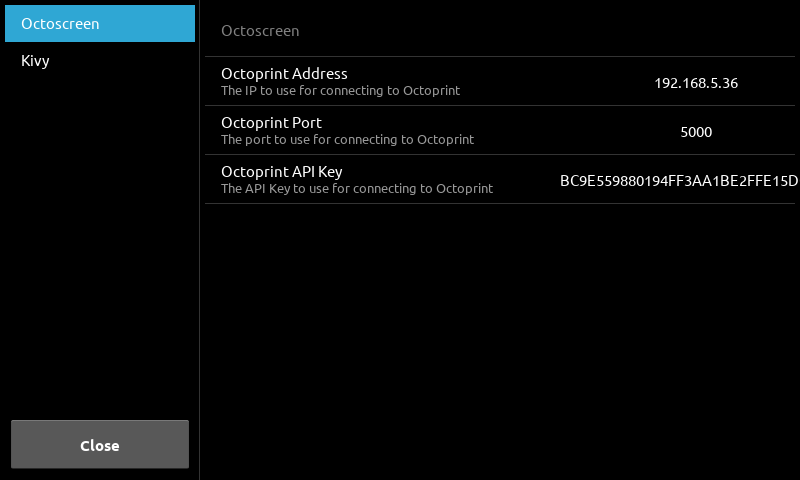 Octoscreen
Kivy
Close
Octoscreen
Octoprint Address
The IP to use for connecting to Octoprint
192.168.5.36
Octoprint Port
The port to use for connecting to Octoprint
5000
Octoprint API Key
The API Key to use for connecting to Octoprint
BC9E559880194FF3AA1BE2FFE15D